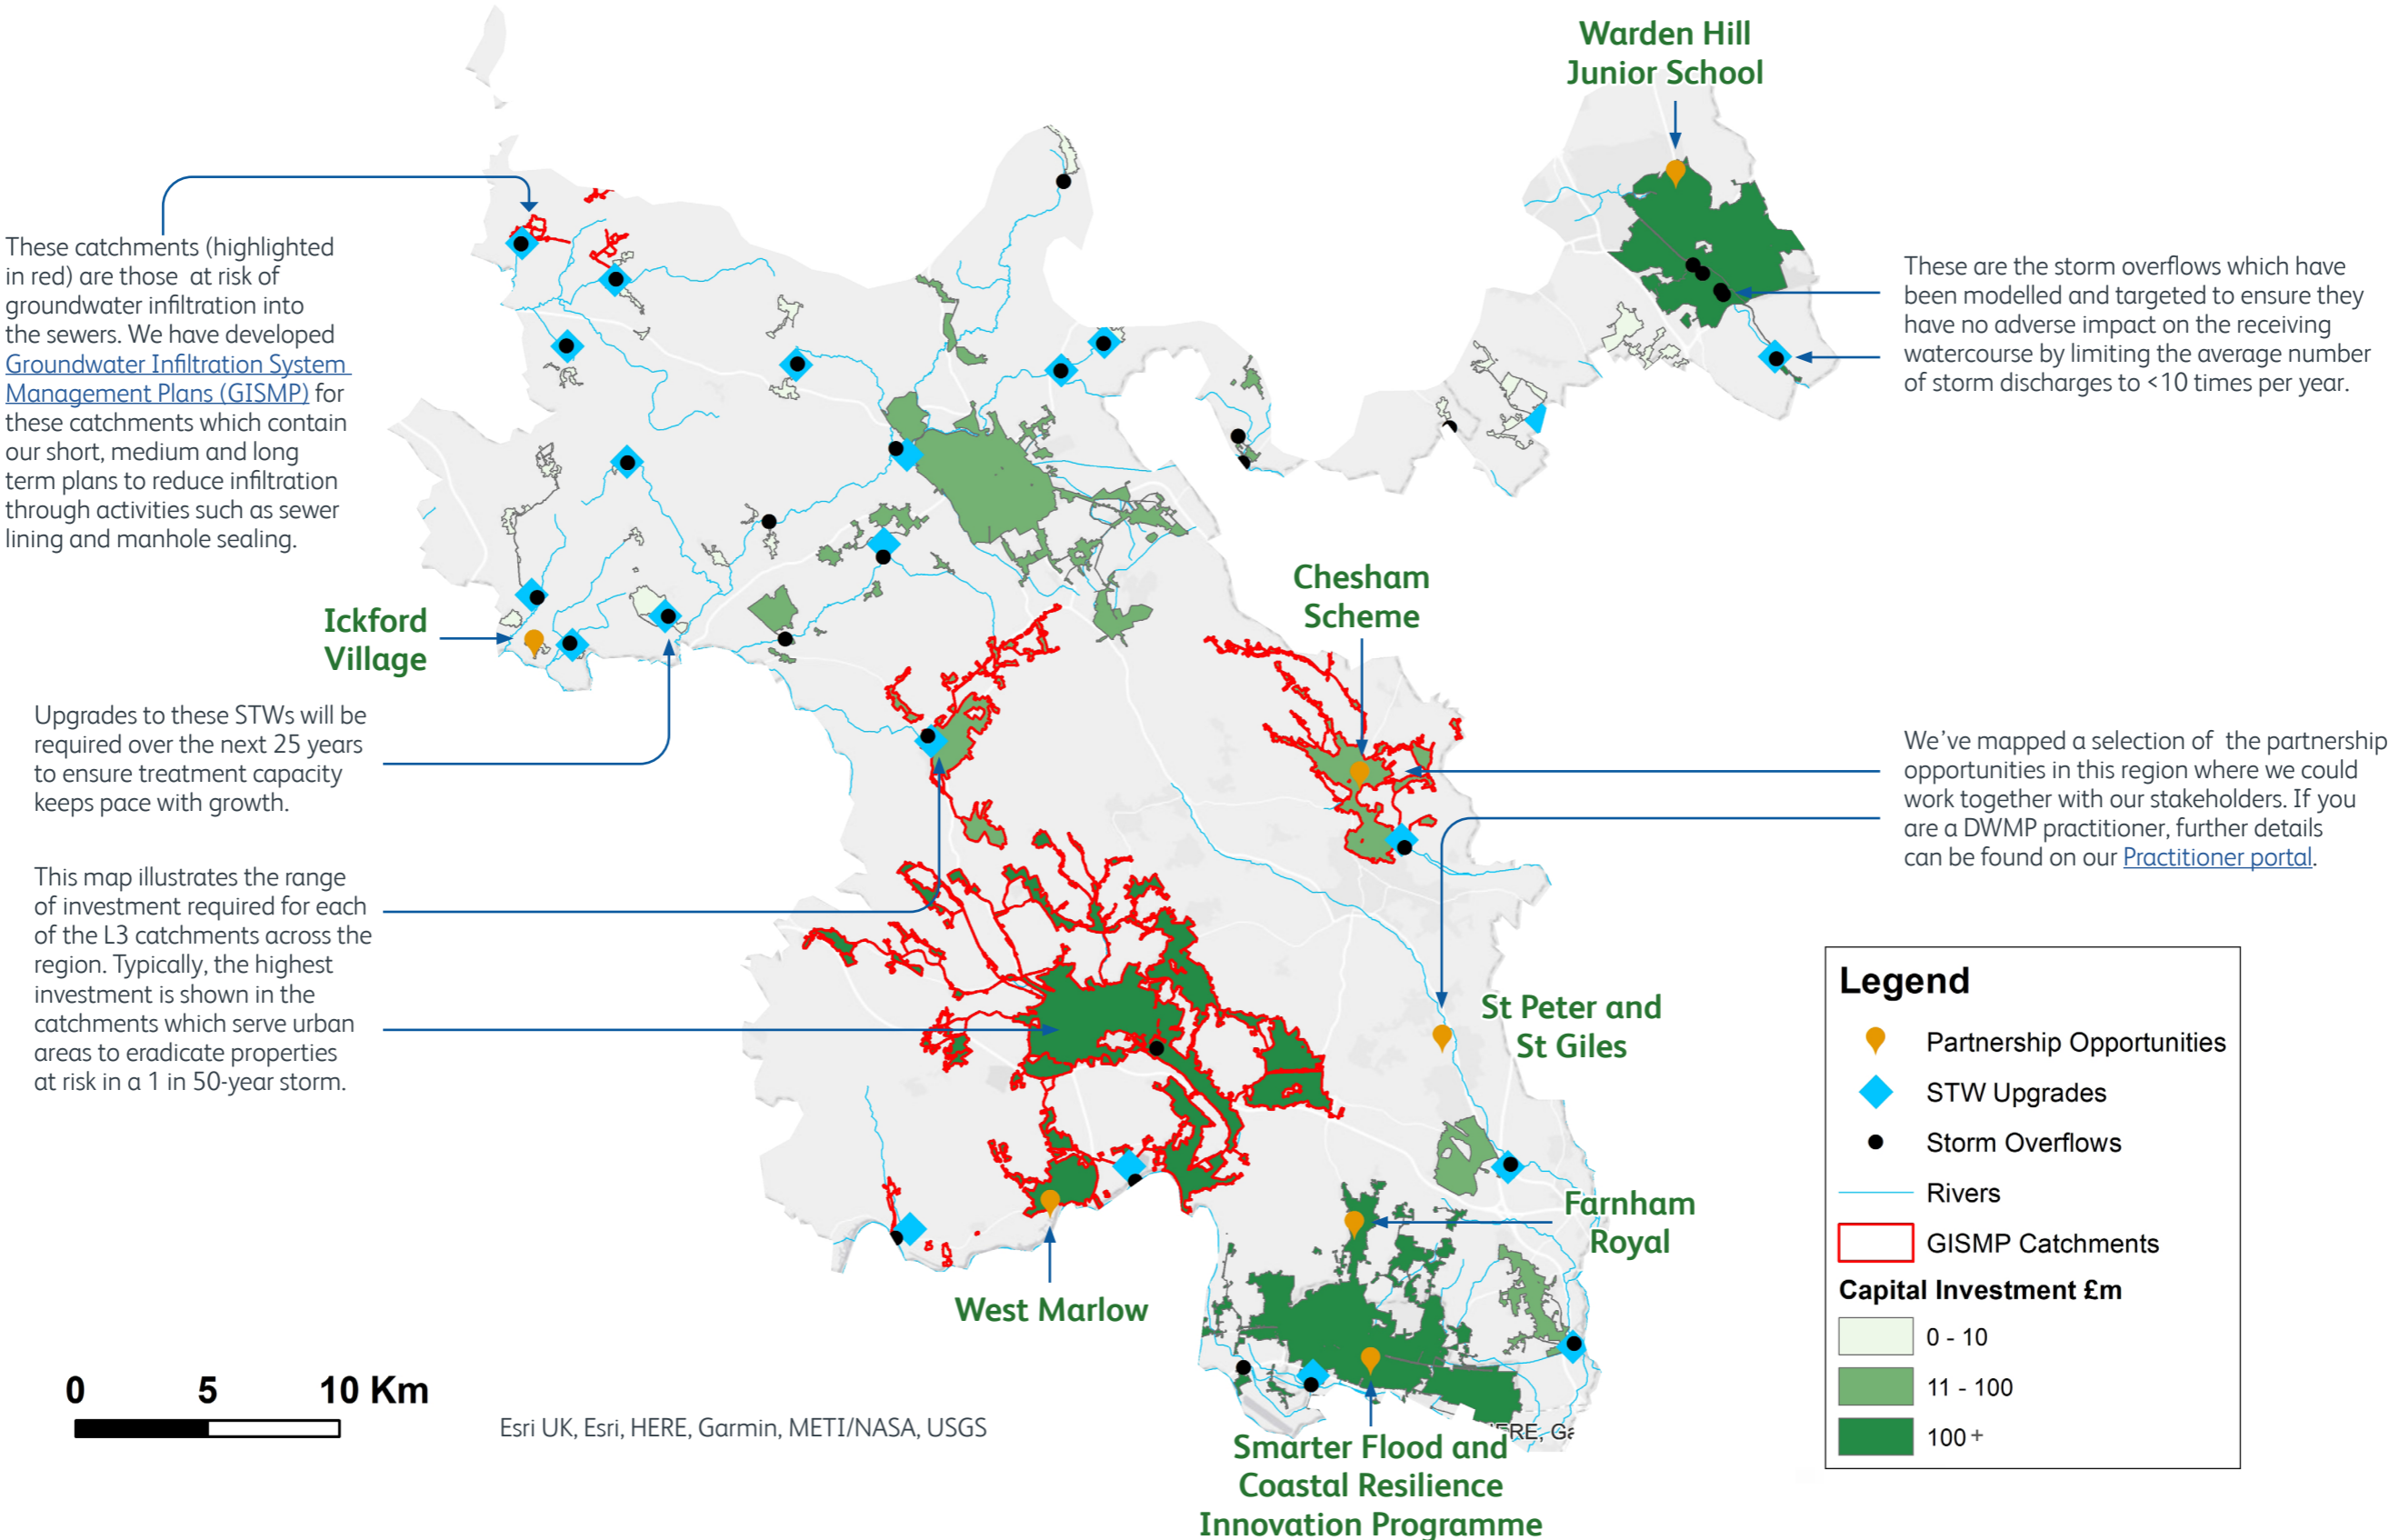 Warden Hill
Junior School
These catchments (highlighted
in red) are those  at risk of
groundwater infiltration into
the sewers. We have developed
Groundwater Infiltration System
Management Plans (GISMP) for
these catchments which contain
our short, medium and long
term plans to reduce infiltration
through activities such as sewer
lining and manhole sealing.
These are the storm overflows which have
been modelled and targeted to ensure they
have no adverse impact on the receiving
watercourse by limiting the average number
of storm discharges to <10 times per year.
Chesham
Scheme
Ickford
Village
Upgrades to these STWs will be
required over the next 25 years
to ensure treatment capacity
keeps pace with growth.
We've mapped a selection of  the partnership
opportunities in this region where we could
work together with our stakeholders. If you
are a DWMP practitioner, further details
can be found on our Practitioner portal.
This map illustrates the range
of investment required for each
of the L3 catchments across the
region. Typically, the highest
investment is shown in the
catchments which serve urban
areas to eradicate properties
at risk in a 1 in 50-year storm.
St Peter and
St Giles
Farnham
Royal
West Marlow
Smarter Flood and
Coastal Resilience
Innovation Programme
Legend
Partnership Opportunities
STW Upgrades
Storm Overflows
Rivers
GISMP Catchments
Capital Investment £m
0 - 10
11 - 100
100 +
0 5 10 Km
Esri UK, Esri, HERE, Garmin, METI/NASA, USGS